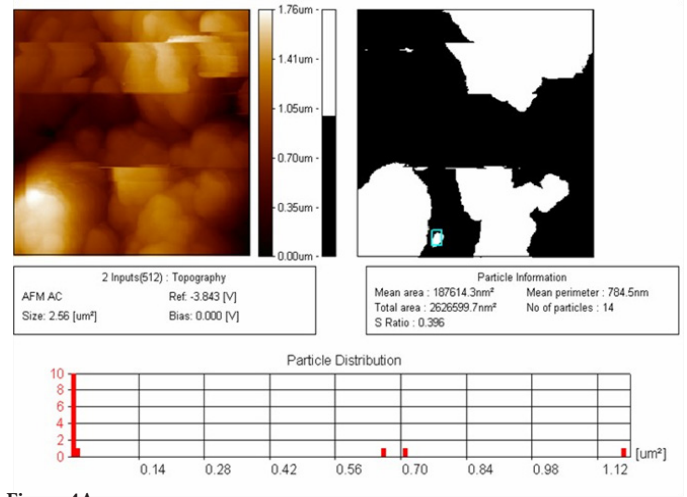 1.76um
1.41um
1.05um
0.70um
0.35um
0.00um
2 Inputs(512) : Topography
AFM AC Ref: -3.843 [V]
Size: 2.56 [um²] Bias: 0.000 [V]
Particle Information
Mean area : 187614.3nm² Mean perimeter : 784.5nm
Total area : 2626599.7nm² No of particles : 14
S Ratio : 0.396
Particle Distribution
10
8
6
4
2
0
[um²]
0.14 0.28 0.42 0.56 0.70 0.84 0.98 1.12